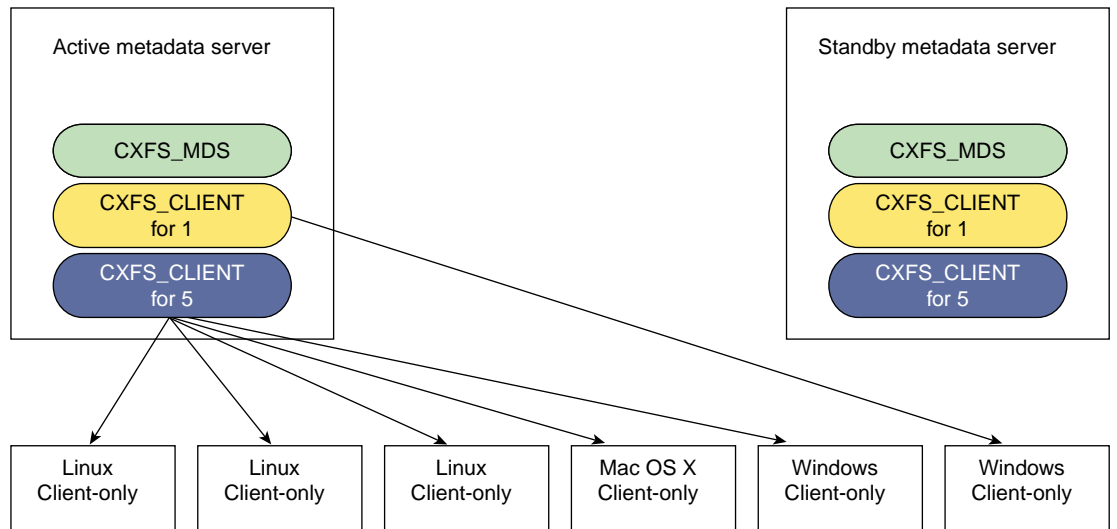 Active metadata server
Standby metadata server
CXFS_MDS
CXFS_CLIENT
for 1
CXFS_CLIENT
for 5
CXFS_MDS
CXFS_CLIENT
for 1
CXFS_CLIENT
for 5
Linux
Client-only
Linux
Client-only
Linux
Client-only
Mac OS X
Client-only
Windows
Client-only
Windows
Client-only